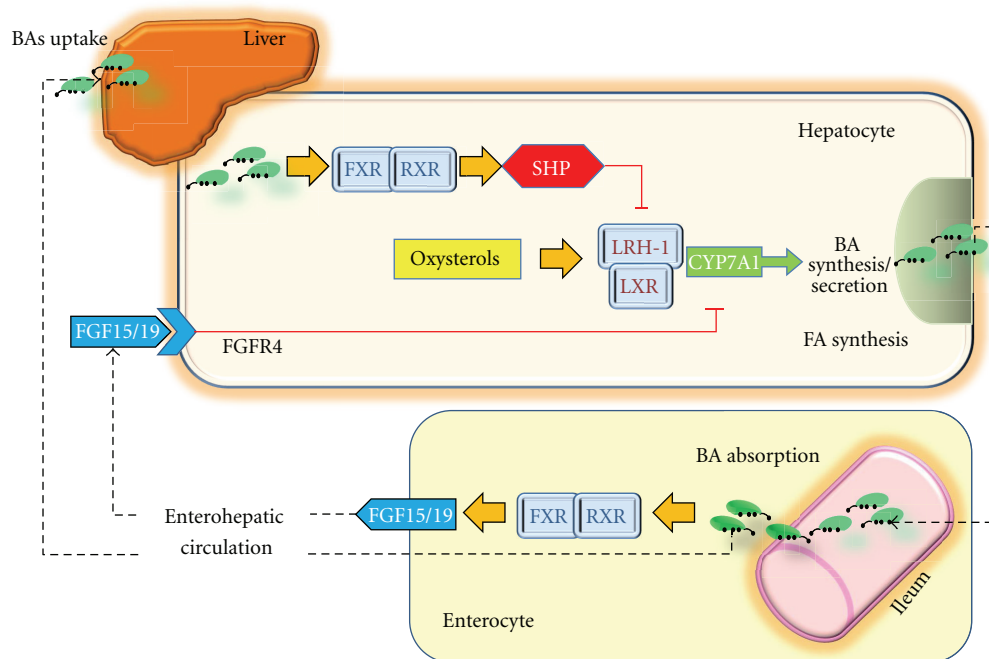 BAs uptake
Liver
Hepatocyte
FXR
RXR
SHP
LRH-1
Oxysterols
CYP7A1
BA
synthesis/
secretion
LXR
FGF15/19
FGFR4
FA synthesis
BA absorption
FGF15/19
FXR
RXR
Enterohepatic
circulation
Ileum
Enterocyte